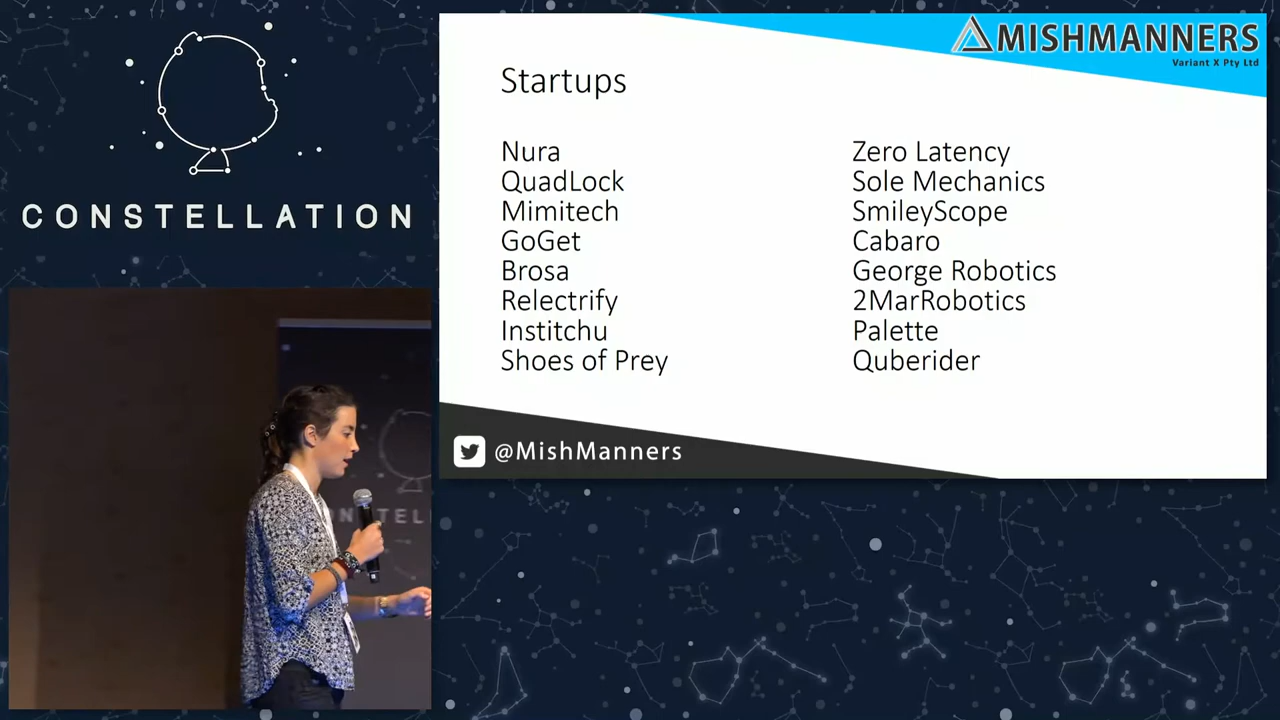 CONSTELLATION
MISHMANNERS
Variant X Pty Ltd
Startups
Nura
QuadLock
Mimitech
GoGet
Brosa
Relectrify
Institchu
Shoes of Prey
Zero Latency
Sole Mechanics
SmileyScope
Cabaro
George Robotics
2MarRobotics
Palette
Quberider
@MishManners